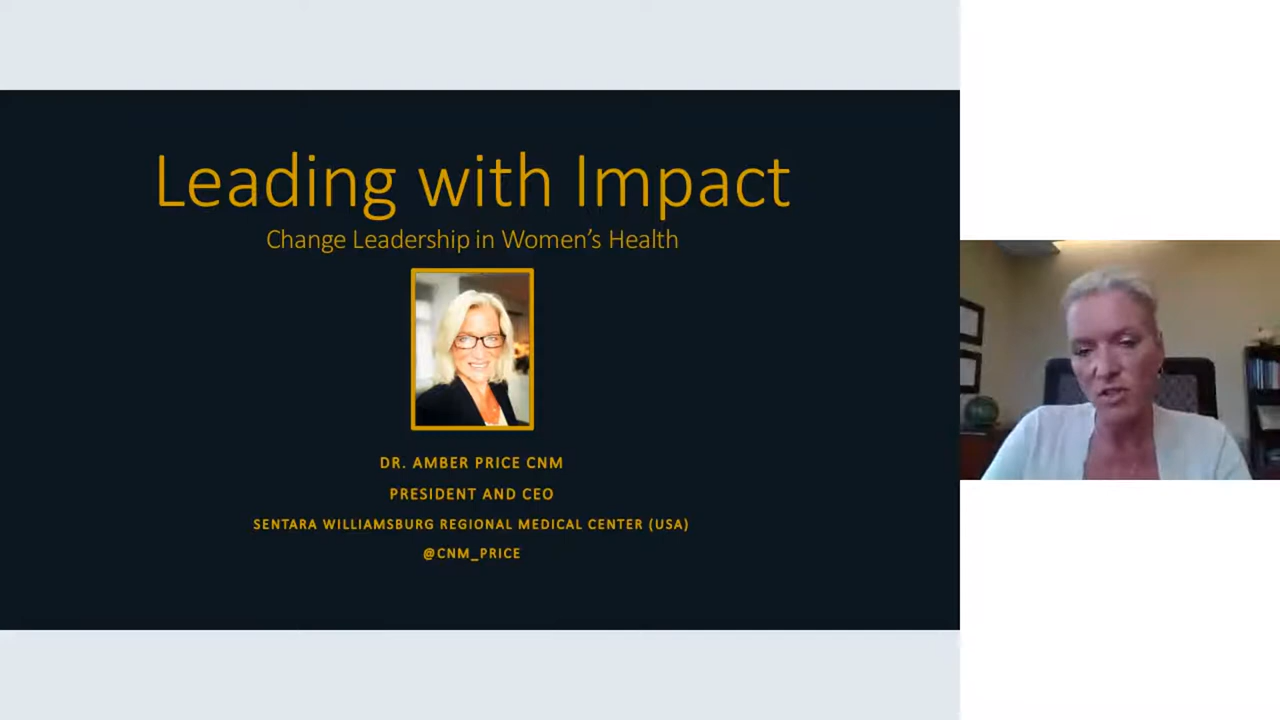 Leading with Impact
Change Leadership in Women's Health
DR. AMBER PRICE CNM
PRESIDENT AND CEO
SENTARA WILLIAMSBURG REGIONAL MEDICAL CENTER (USA)
@CNM_PRICE